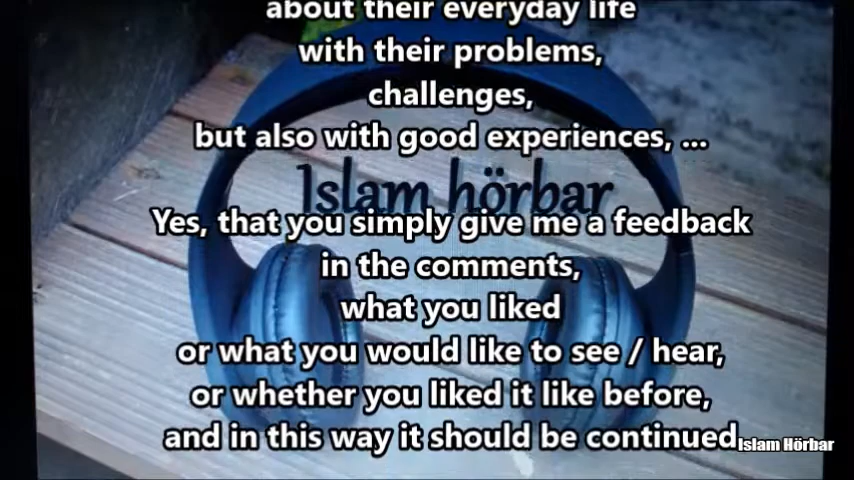 about their everyday life
with their problems,
challenges,
but also with good experiences, ...
Islam hörbar
Yes, that you simply give me a feedback
in the comments,
what you liked
or what you would like to see / hear,
or whether you liked it like before,
and in this way it should be continued
Islam Hörbar